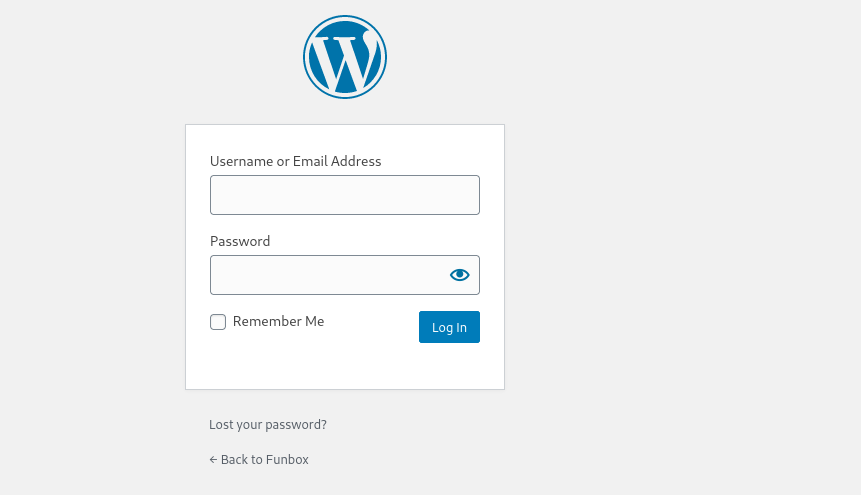 Username or Email Address
Password
Remember Me
Log In
Lost your password?
← Back to Funbox